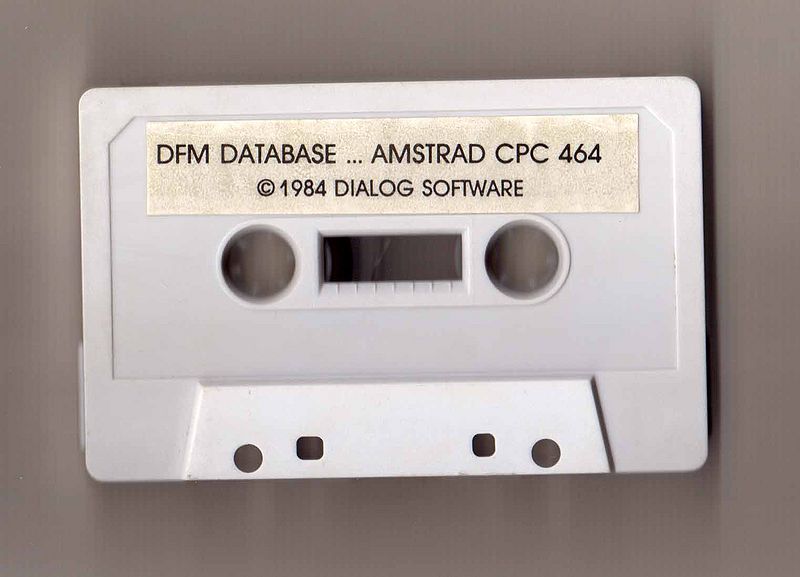 DFM DATABASE ... AMSTRAD CPC 464
© 1984 DIALOG SOFTWARE